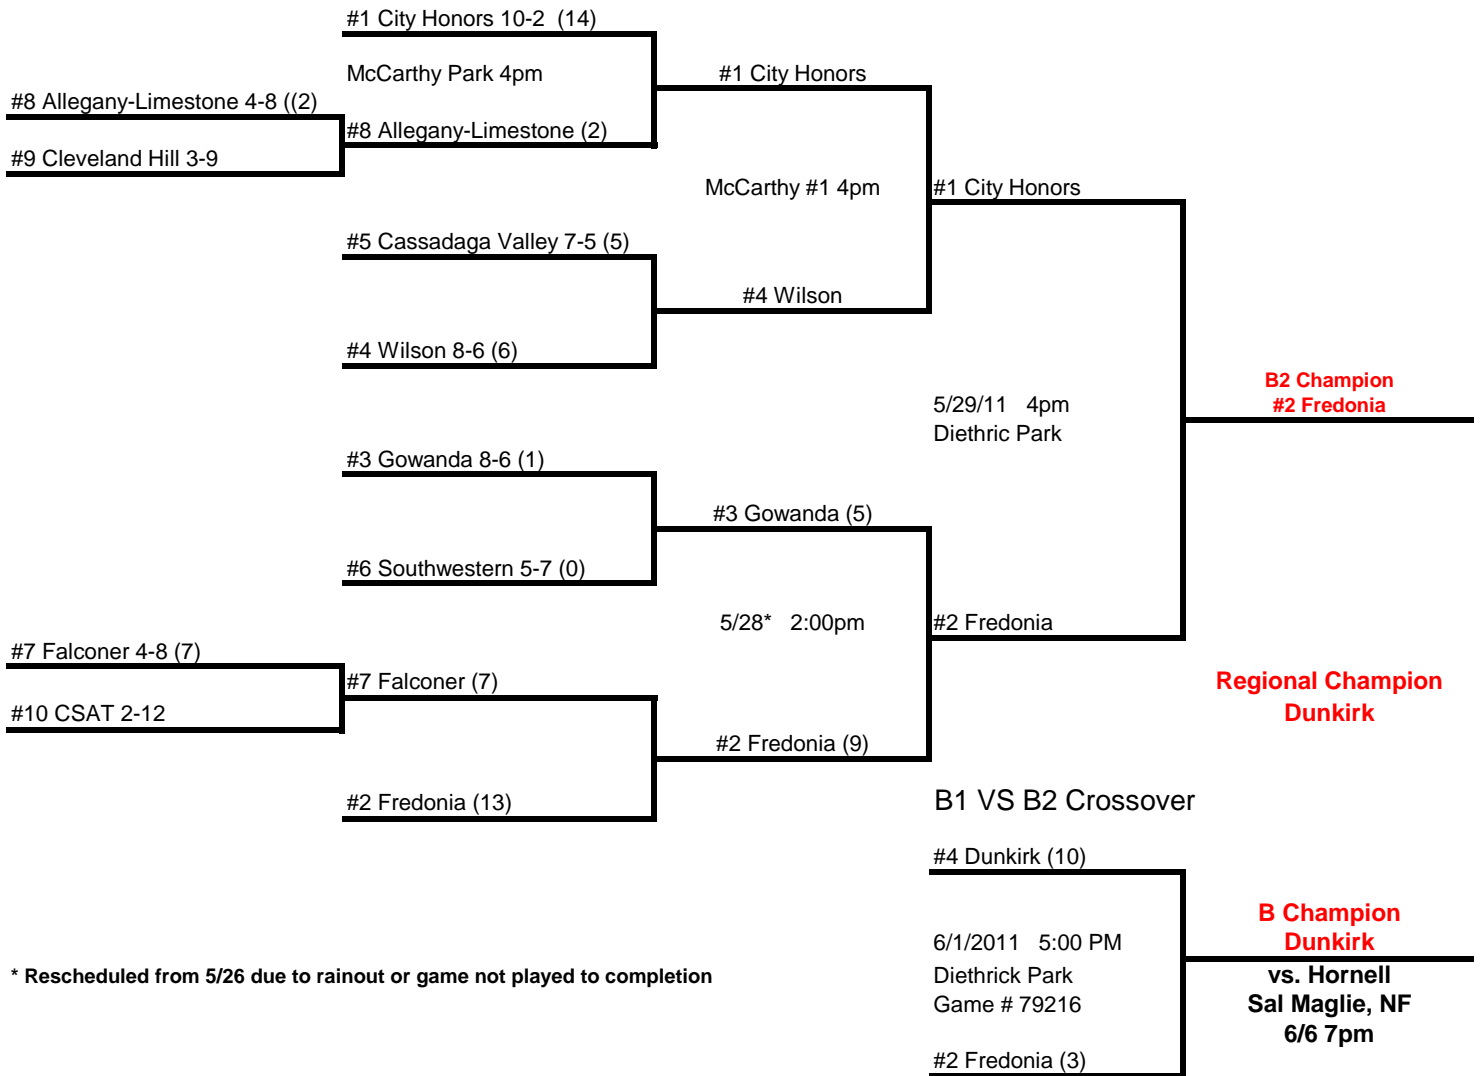 #1 City Honors 10-2  (14)
McCarthy Park 4pm
#1 City Honors
#8 Allegany-Limestone 4-8 ((2)
#8 Allegany-Limestone (2)
#9 Cleveland Hill 3-9
McCarthy #1 4pm
#1 City Honors
#5 Cassadaga Valley 7-5 (5)
#4 Wilson
#4 Wilson 8-6 (6)
B2 Champion
#2 Fredonia
5/29/11   4pm
Diethric Park
#3 Gowanda 8-6 (1)
#3 Gowanda (5)
#6 Southwestern 5-7 (0)
5/28*   2:00pm
#2 Fredonia
#7 Falconer 4-8 (7)
#7 Falconer (7)
#10 CSAT 2-12
Regional Champion
Dunkirk
#2 Fredonia (9)
#2 Fredonia (13)
B1 VS B2 Crossover
#4 Dunkirk (10)
B Champion
Dunkirk
6/1/2011   5:00 PM
Diethrick Park
Game # 79216
vs. Hornell
Sal Maglie, NF
6/6 7pm
* Rescheduled from 5/26 due to rainout or game not played to completion
#2 Fredonia (3)